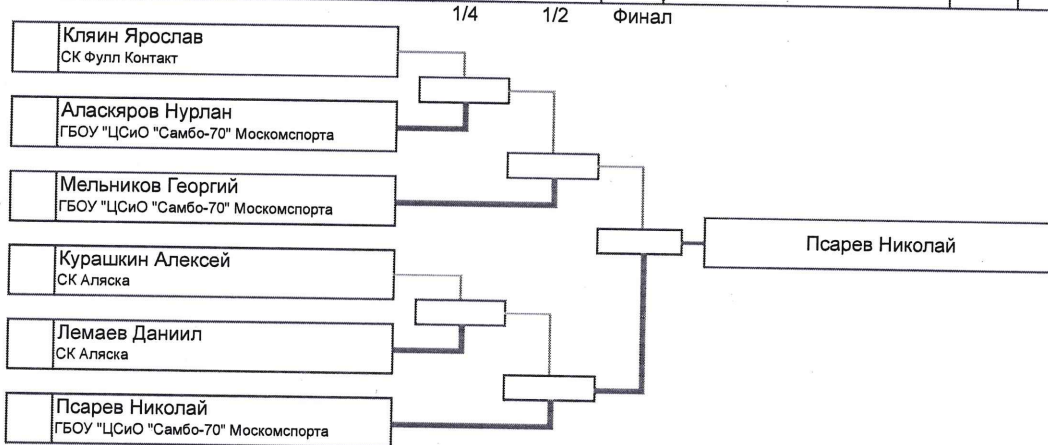 1/4 1/2 Финал
Кляин Ярослав
СК Фулл Контакт
Аласкяров Нурлан
ГБОУ "ЦСиО "Самбо-70" Москомспорта
Мельников Георгий
ГБОУ "ЦСиО "Самбо-70" Москомспорта
Псарев Николай
Курашкин Алексей
СК Аляска
Лемаев Даниил
СК Аляска
Псарев Николай
ГБОУ "ЦСиО "Самбо-70" Москомспорта